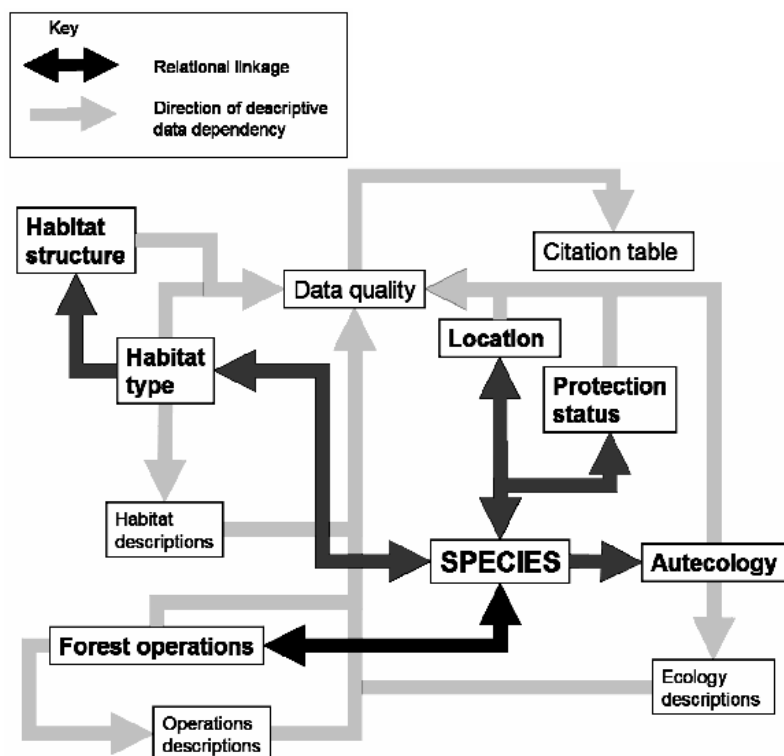 Key
Relational linkage
Direction of descriptive
data dependency
Habitat
structure
Citation table
Data quality
Location
Habitat
type
Protection
status
Habitat
descriptions
SPECIES
Autecology
Forest operations
Ecology
descriptions
Operations
descriptions